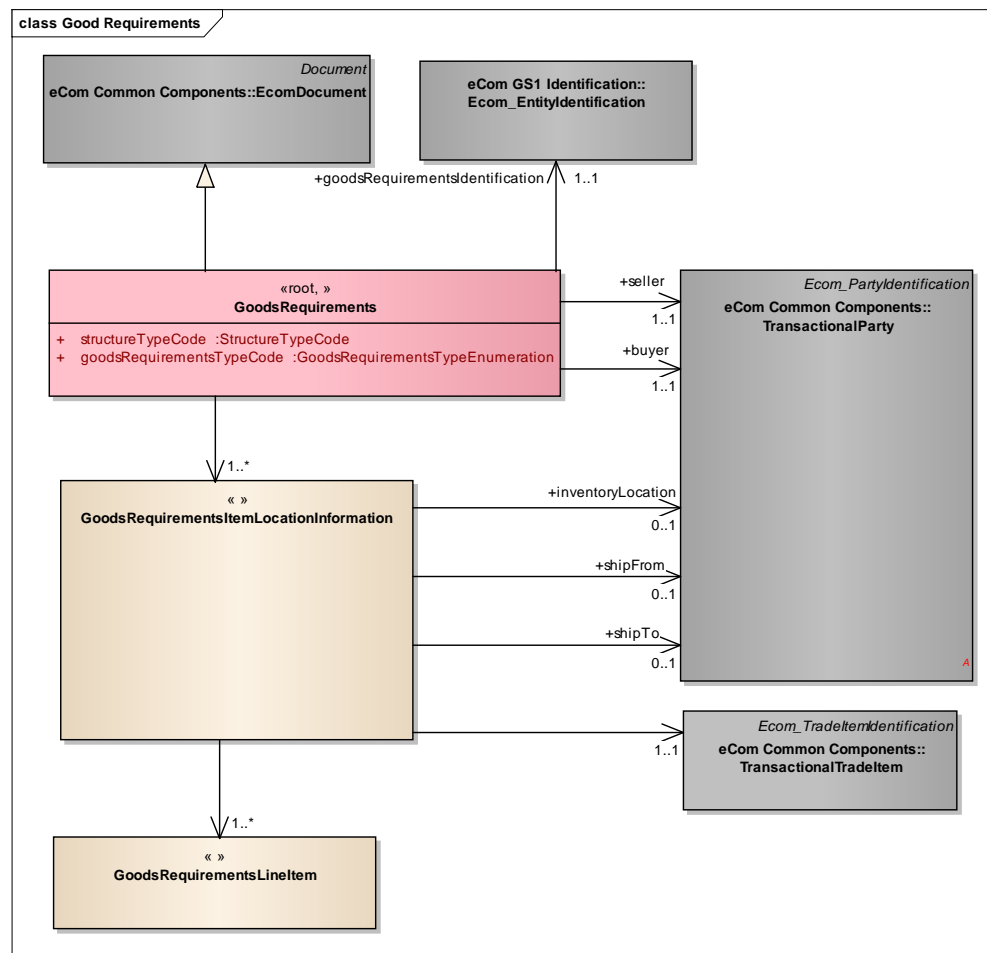 class Good Requirements
Document
eCom Common Components::EcomDocument
eCom GS1 Identification::
Ecom_EntityIdentification
+goodsRequirementsIdentification
1..1
«root, »
GoodsRequirements
+ structureTypeCode :StructureTypeCode
+ goodsRequirementsTypeCode :GoodsRequirementsTypeEnumeration
+seller
1..1
+buyer
1..1
Ecom_PartyIdentification
eCom Common Components::
TransactionalParty
1..*
« »
GoodsRequirementsItemLocationInformation
+inventoryLocation
0..1
+shipFrom
0..1
+shipTo
0..1
A
1..1
Ecom_TradeItemIdentification
eCom Common Components::
TransactionalTradeItem
1..*
« »
GoodsRequirementsLineItem